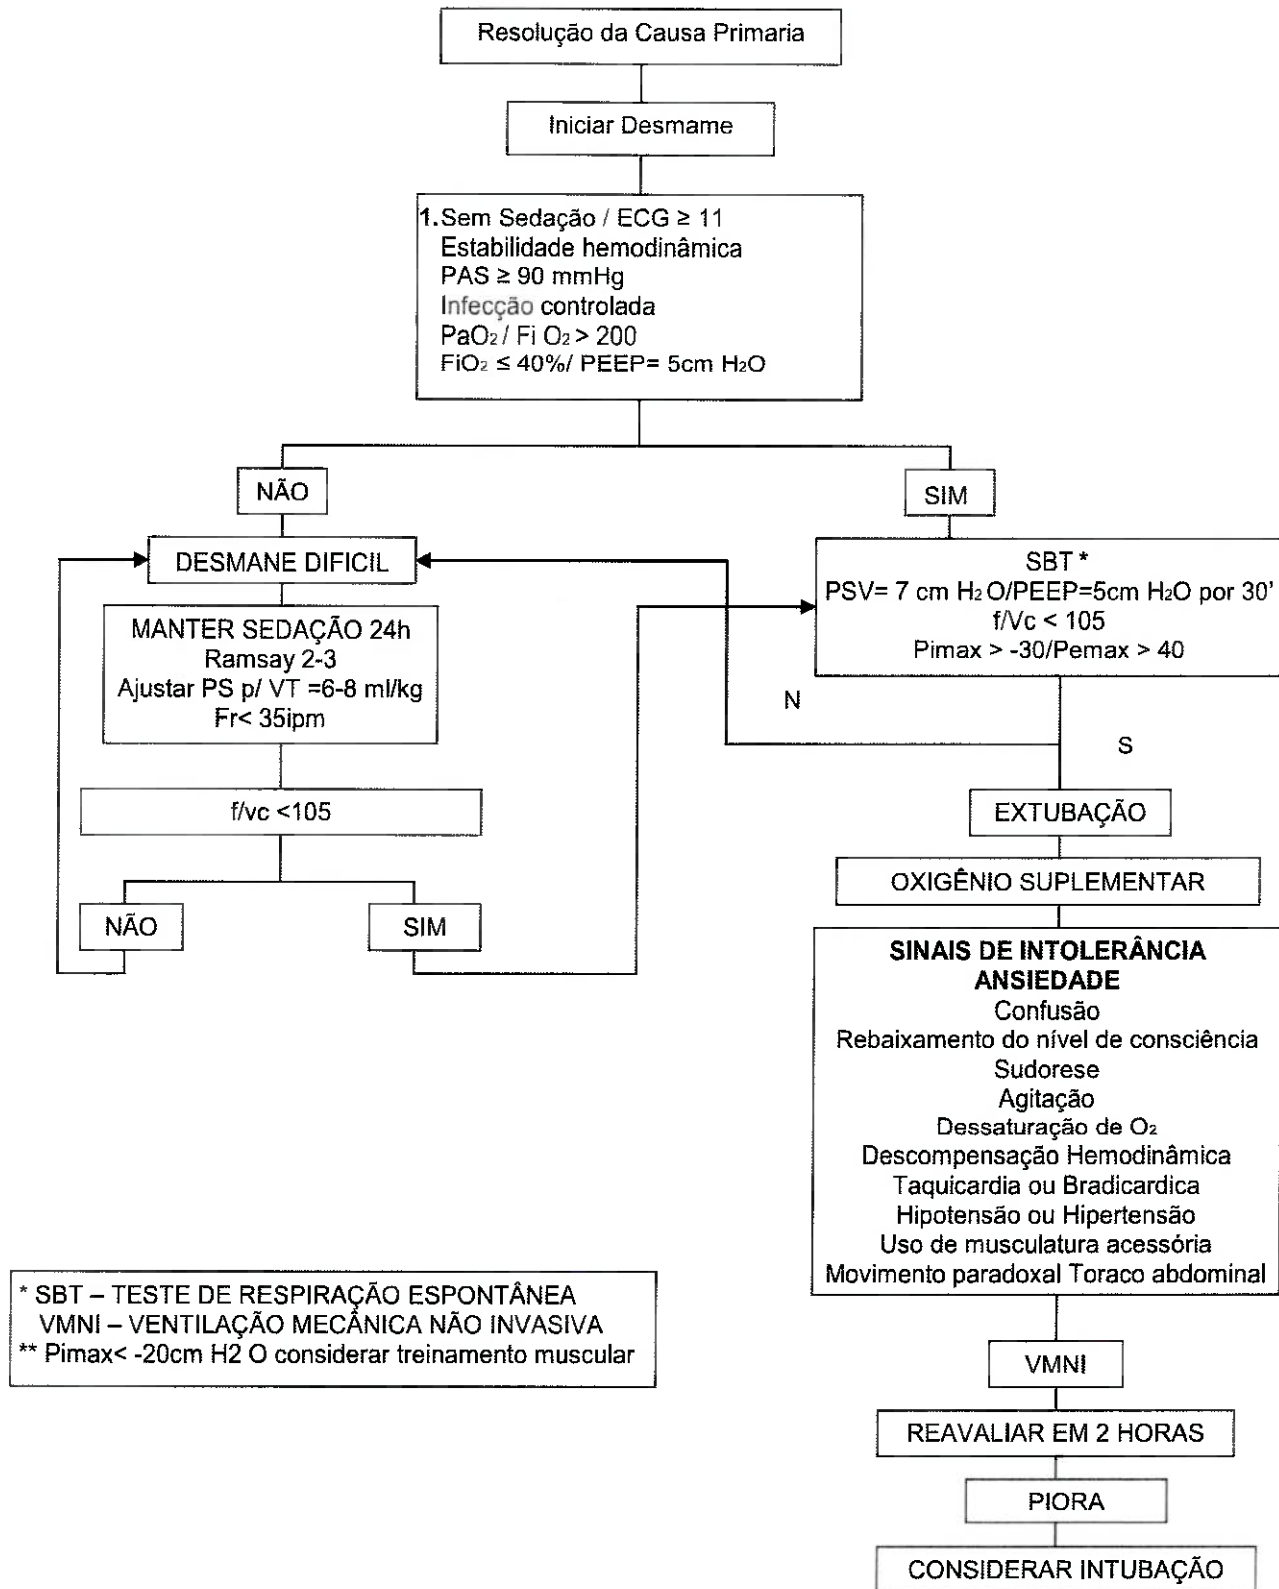 Resolução da Causa Primaria
Iniciar Desmame
1. Sem Sedação / ECG ≥ 11
Estabilidade hemodinâmica
PAS ≥ 90 mmHg
Infecção controlada
PaO₂ / Fi O₂ > 200
FiO₂ ≤ 40%/ PEEP= 5cm H₂O
NÃO
SIM
DESMANE DIFICIL
MANTER SEDAÇÃO 24h
Ramsay 2-3
Ajustar PS p/ VT =6-8 ml/kg
Fr< 35ipm
f/vc <105
NÃO
SIM
SBT *
PSV= 7 cm H₂ O/PEEP=5cm H₂O por 30'
f/Vc < 105
Pimax > -30/Pemax > 40
N
S
EXTUBAÇÃO
OXIGÊNIO SUPLEMENTAR
SINAIS DE INTOLERÂNCIA
ANSIEDADE
Confusão
Rebaixamento do nível de consciência
Sudorese
Agitação
Dessaturação de O₂
Descompensação Hemodinâmica
Taquicardia ou Bradicardica
Hipotensão ou Hipertensão
Uso de musculatura acessória
Movimento paradoxal Toraco abdominal
VMNI
REAVALIAR EM 2 HORAS
PIORA
CONSIDERAR INTUBAÇÃO
* SBT – TESTE DE RESPIRAÇÃO ESPONTÂNEA
VMNI – VENTILAÇÃO MECÂNICA NÃO INVASIVA
** Pimax< -20cm H2 O considerar treinamento muscular